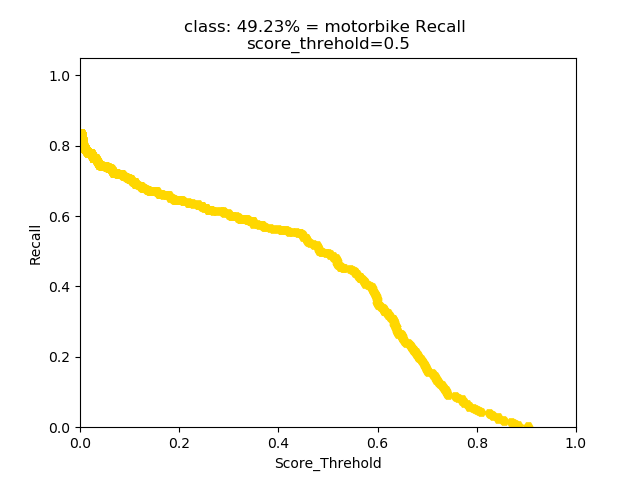 class: 49.23% = motorbike Recall
score_threhold=0.5
1.0
0.8
0.6
0.4
0.2
0.0
Recall
0.0 0.2 0.4 0.6 0.8 1.0
Score_Threhold